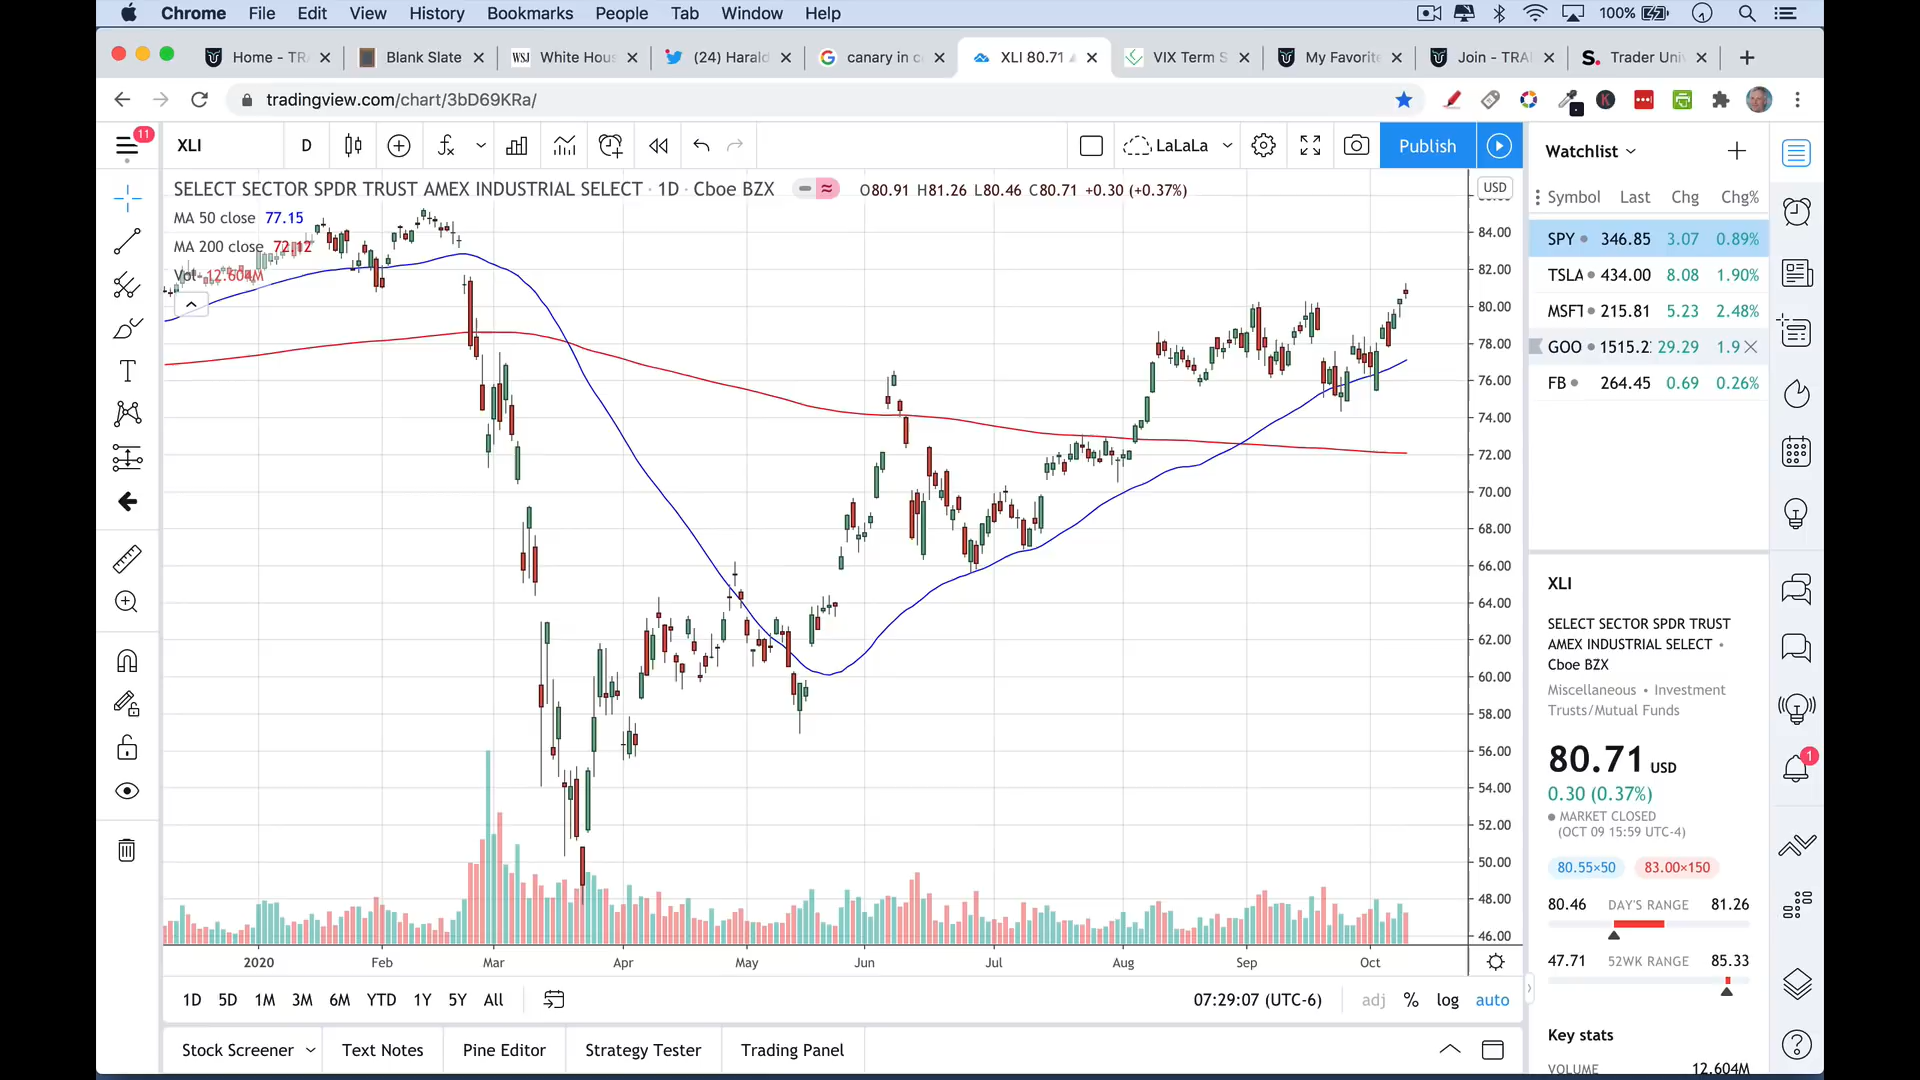 Chrome File Edit View History Bookmarks People Tab Window Help 100%
Home - TRA Blank Slate WSJ White Hous (24) Harald canary in c XLI 80.71 VIX Term S My Favorite Join - TRAI S. Trader Univ
tradingview.com/chart/3bD69KRa/
11 XLI D LaLaLa Publish
SELECT SECTOR SPDR TRUST AMEX INDUSTRIAL SELECT · 1D · Cboe BZX O80.91 H81.26 L80.46 C80.71 +0.30 (+0.37%)
MA 50 close 77.15
MA 200 close 72.12
Vol 12.604M
USD
84.00
82.00
80.00
78.00
76.00
74.00
72.00
70.00
68.00
66.00
64.00
62.00
60.00
58.00
56.00
54.00
52.00
50.00
48.00
46.00
2020 Feb Mar Apr May Jun Jul Aug Sep Oct
1D 5D 1M 3M 6M YTD 1Y 5Y All 07:29:07 (UTC-6) adj % log auto
Stock Screener Text Notes Pine Editor Strategy Tester Trading Panel
Watchlist
Symbol Last Chg Chg%
SPY 346.85 3.07 0.89%
TSLA 434.00 8.08 1.90%
MSFT 215.81 5.23 2.48%
GOO 1515.2 29.29 1.9
FB 264.45 0.69 0.26%
XLI
SELECT SECTOR SPDR TRUST
AMEX INDUSTRIAL SELECT •
Cboe BZX
Miscellaneous • Investment
Trusts/Mutual Funds
80.71 USD
0.30 (0.37%)
MARKET CLOSED
(OCT 09 15:59 UTC-4)
80.55×50 83.00×150
80.46 DAY'S RANGE 81.26
47.71 52WK RANGE 85.33
Key stats
VOLUME 12.604M
1